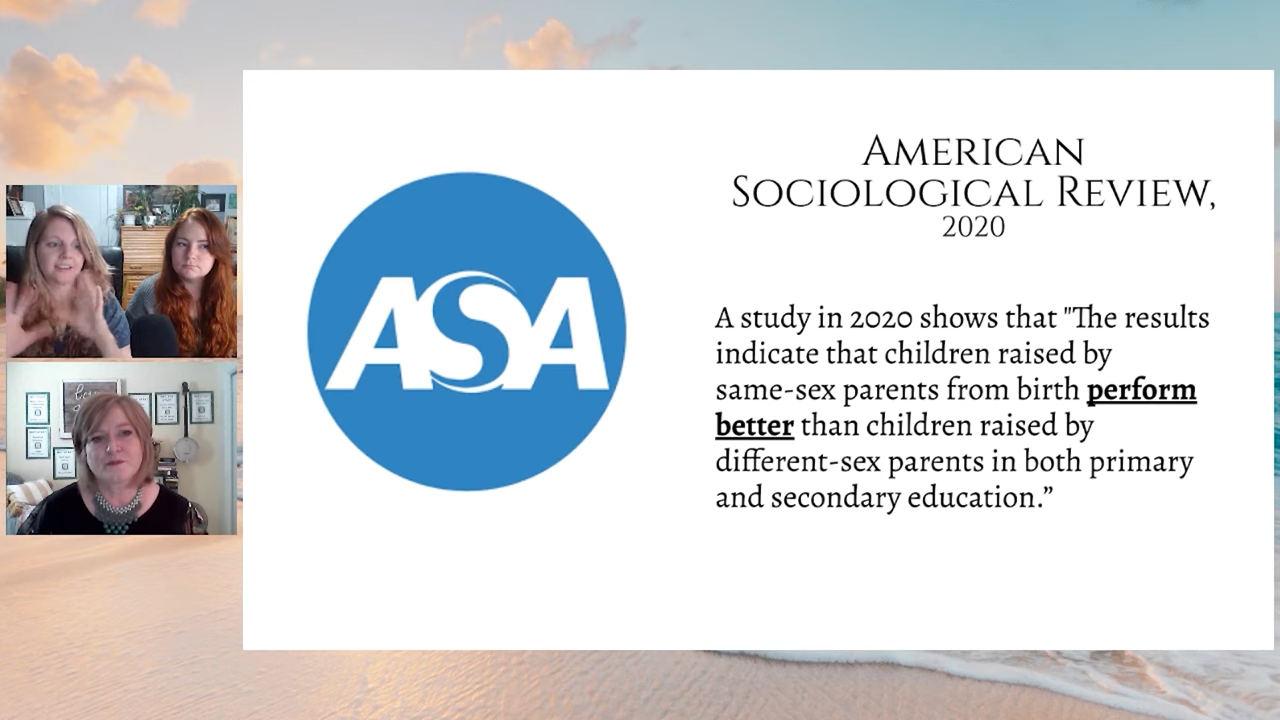 ASA
AMERICAN
SOCIOLOGICAL REVIEW,
2020
A study in 2020 shows that "The results
indicate that children raised by
same-sex parents from birth perform
better than children raised by
different-sex parents in both primary
and secondary education.”